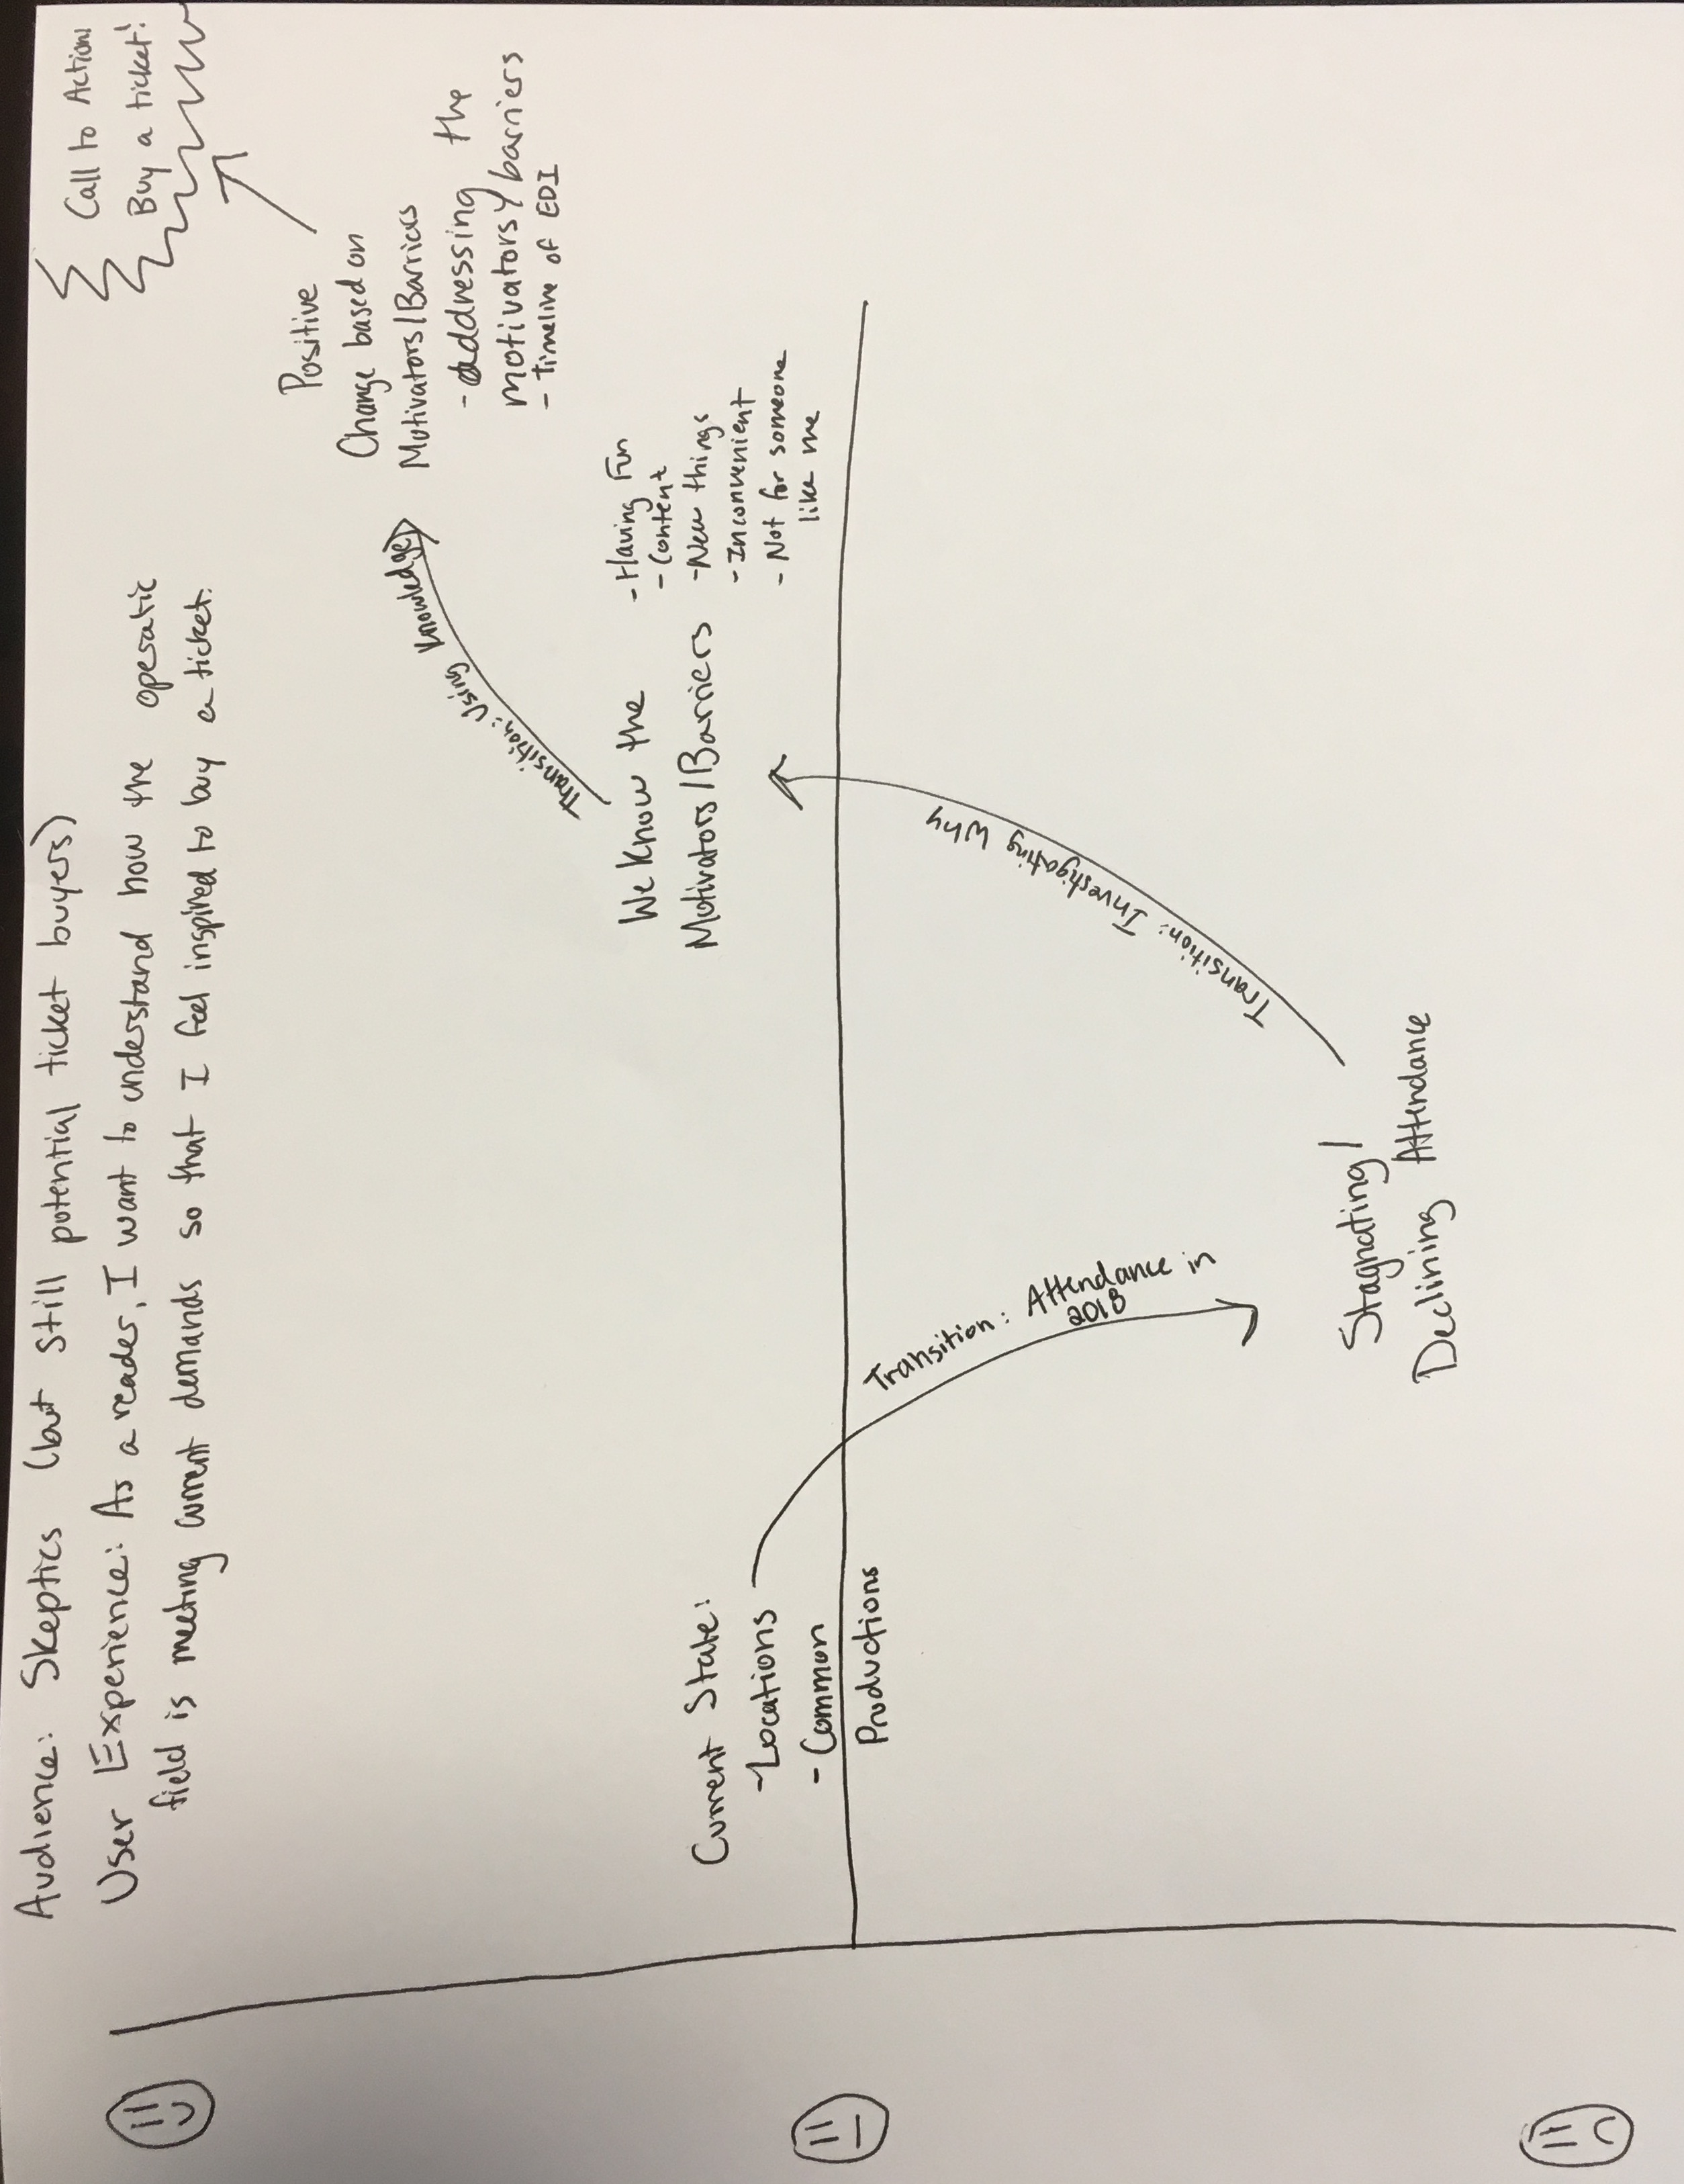 Audience: Skeptics (but still potential ticket buyers)
User Experience: As a reader, I want to understand how the operatic
field is meeting current demands so that I feel inspired to buy a ticket.
Current State:
- Locations
- Common
Productions
Transition: Attendance in
2018
Stagnating/
Declining Attendance
Transition: Investigating Why
We Know the
Motivators/Barriers
- Having Fun
- Content
- New things
- Inconvenient
- Not for someone
like me
Transition: Using Knowledge
Positive
Change based on
Motivators/Barriers
- addressing the
motivators/barriers
- Timeline of EDI
Call to Action:
Buy a ticket!